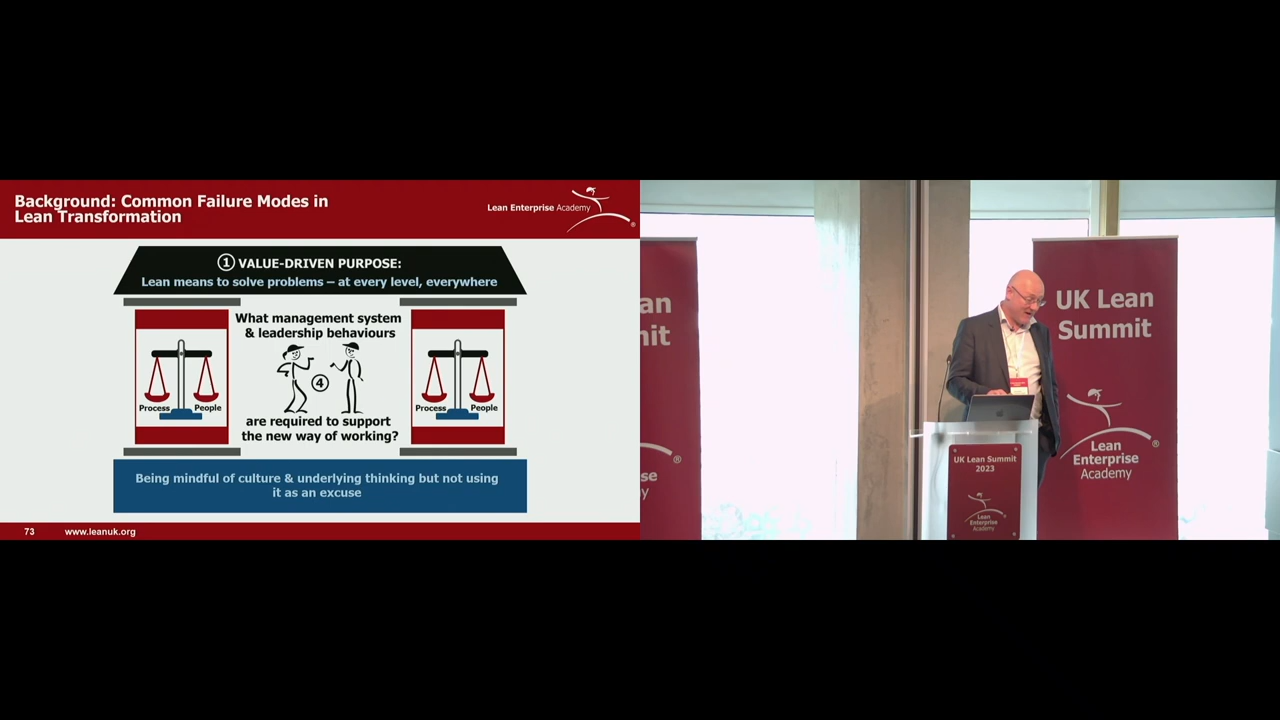 Background: Common Failure Modes in
Lean Transformation
Lean Enterprise Academy
®
1 VALUE-DRIVEN PURPOSE:
Lean means to solve problems – at every level, everywhere
What management system
& leadership behaviours
Process People
4
Process People
are required to support
the new way of working?
Being mindful of culture & underlying thinking but not using
it as an excuse
73 www.leanuk.org
an
it
®
se
y
UK Lean
Summit
®
Lean
Enterprise
Academy
UK Lean Summit
2023
Lean
Enterprise
Academy